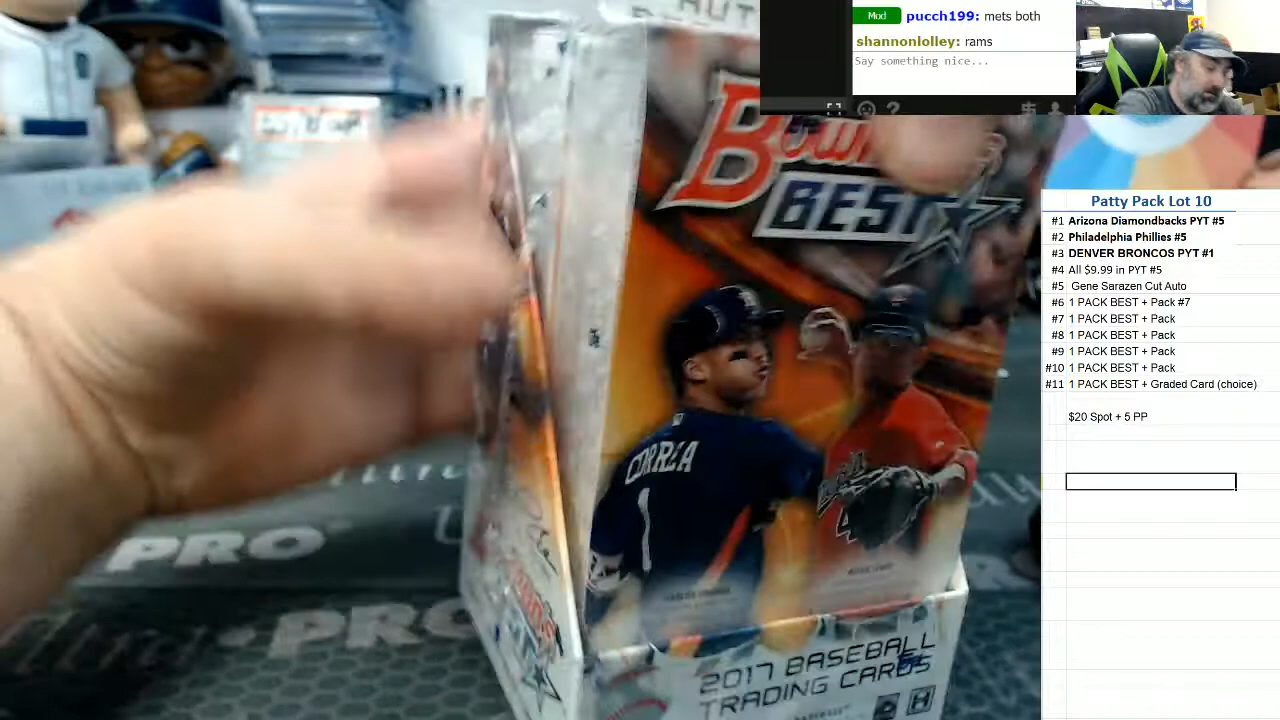 Mod pucch199: mets both
shannonlolley: rams
Say something nice...
BEST
CORREA
1
2017 BASEBALL
TRADING CARDS
PRO
PRO
Patty Pack Lot 10
#1 Arizona Diamondbacks PYT #5
#2 Philadelphia Phillies #5
#3 DENVER BRONCOS PYT #1
#4 All $9.99 in PYT #5
#5 Gene Sarazen Cut Auto
#6 1 PACK BEST + Pack #7
#7 1 PACK BEST + Pack
#8 1 PACK BEST + Pack
#9 1 PACK BEST + Pack
#10 1 PACK BEST + Pack
#11 1 PACK BEST + Graded Card (choice)
$20 Spot + 5 PP